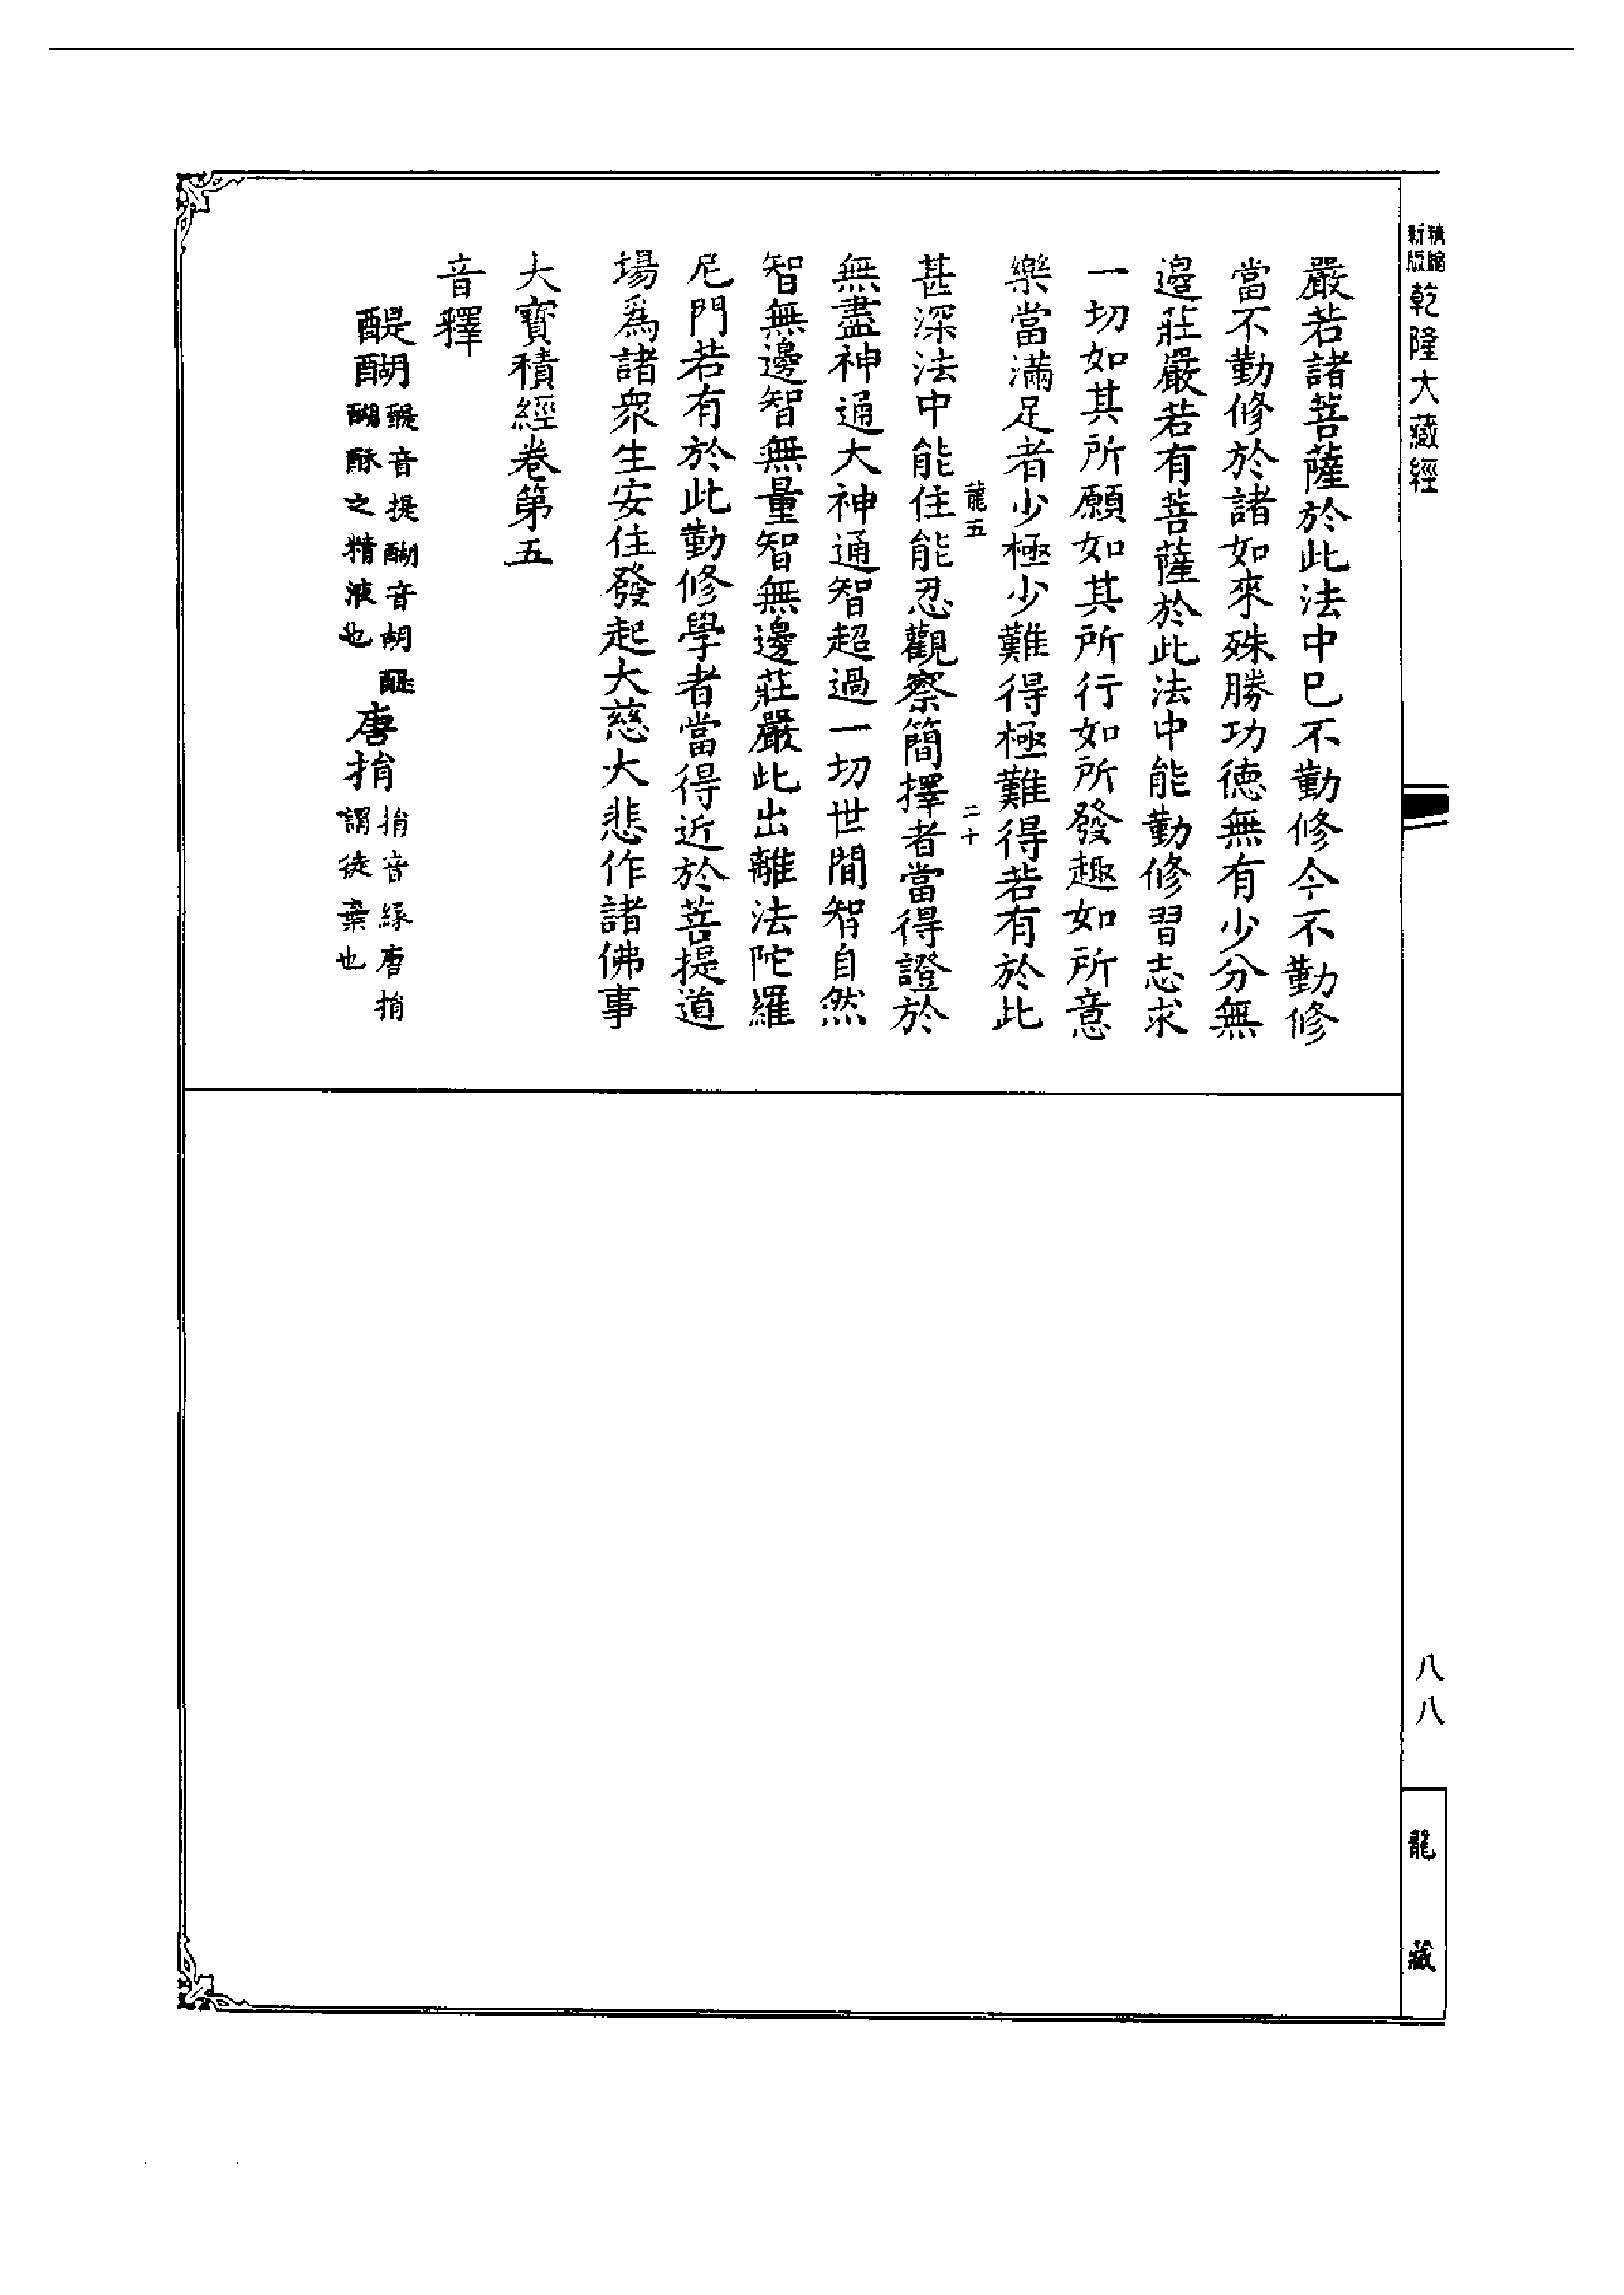 精縮新版
乾隆大藏經
嚴若諸菩薩於此法中已不勤修今不勤修
當不勤修於諸如來殊勝功德無有少分無
邊莊嚴若有菩薩於此法中能勤修習志求
一切如其所願如其所行如所發趣如所意
樂當滿足者少極少難得極難得若有於此
龍五
二十
甚深法中能住能忍觀察簡擇者當得證於
無盡神通大神通智超過一切世間智自然
智無邊智無量智無邊莊嚴此出離法陀羅
尼門若有於此勤修學者當得近於菩提道
場爲諸衆生安住發起大慈大悲作諸佛事
大寶積經卷第五
音釋
醍醐
醍音提醐音胡醍
醐酥之精液也
唐捐
捐音緣唐捐
謂徒棄也
八八
龍藏